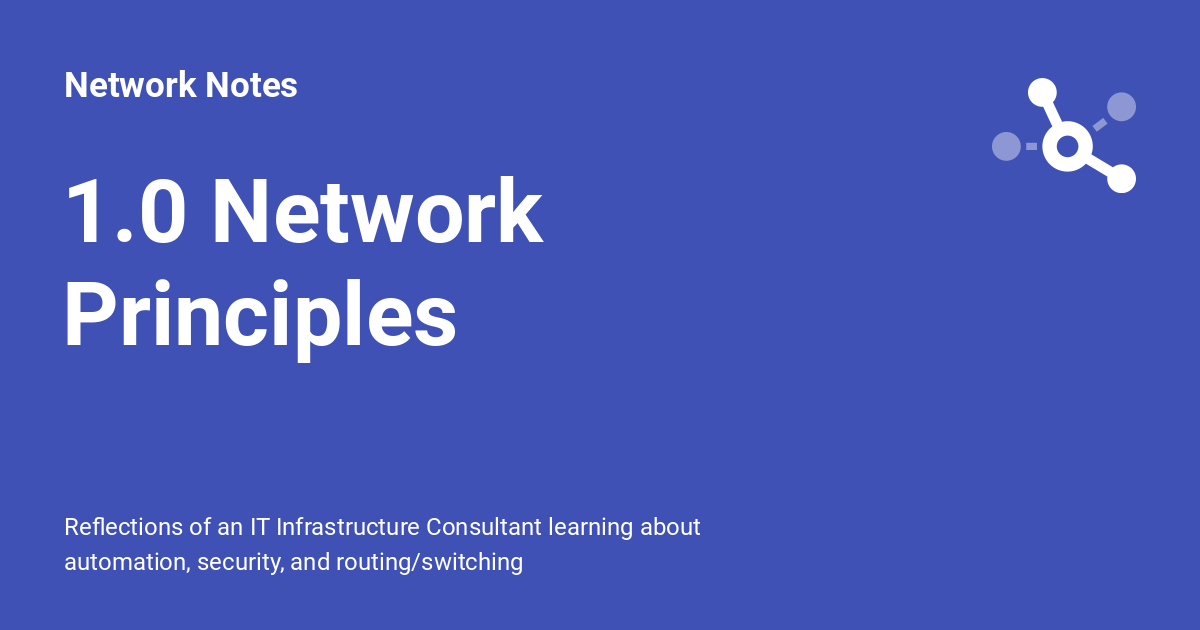 Network Notes
1.0 Network
Principles
Reflections of an IT Infrastructure Consultant learning about
automation, security, and routing/switching